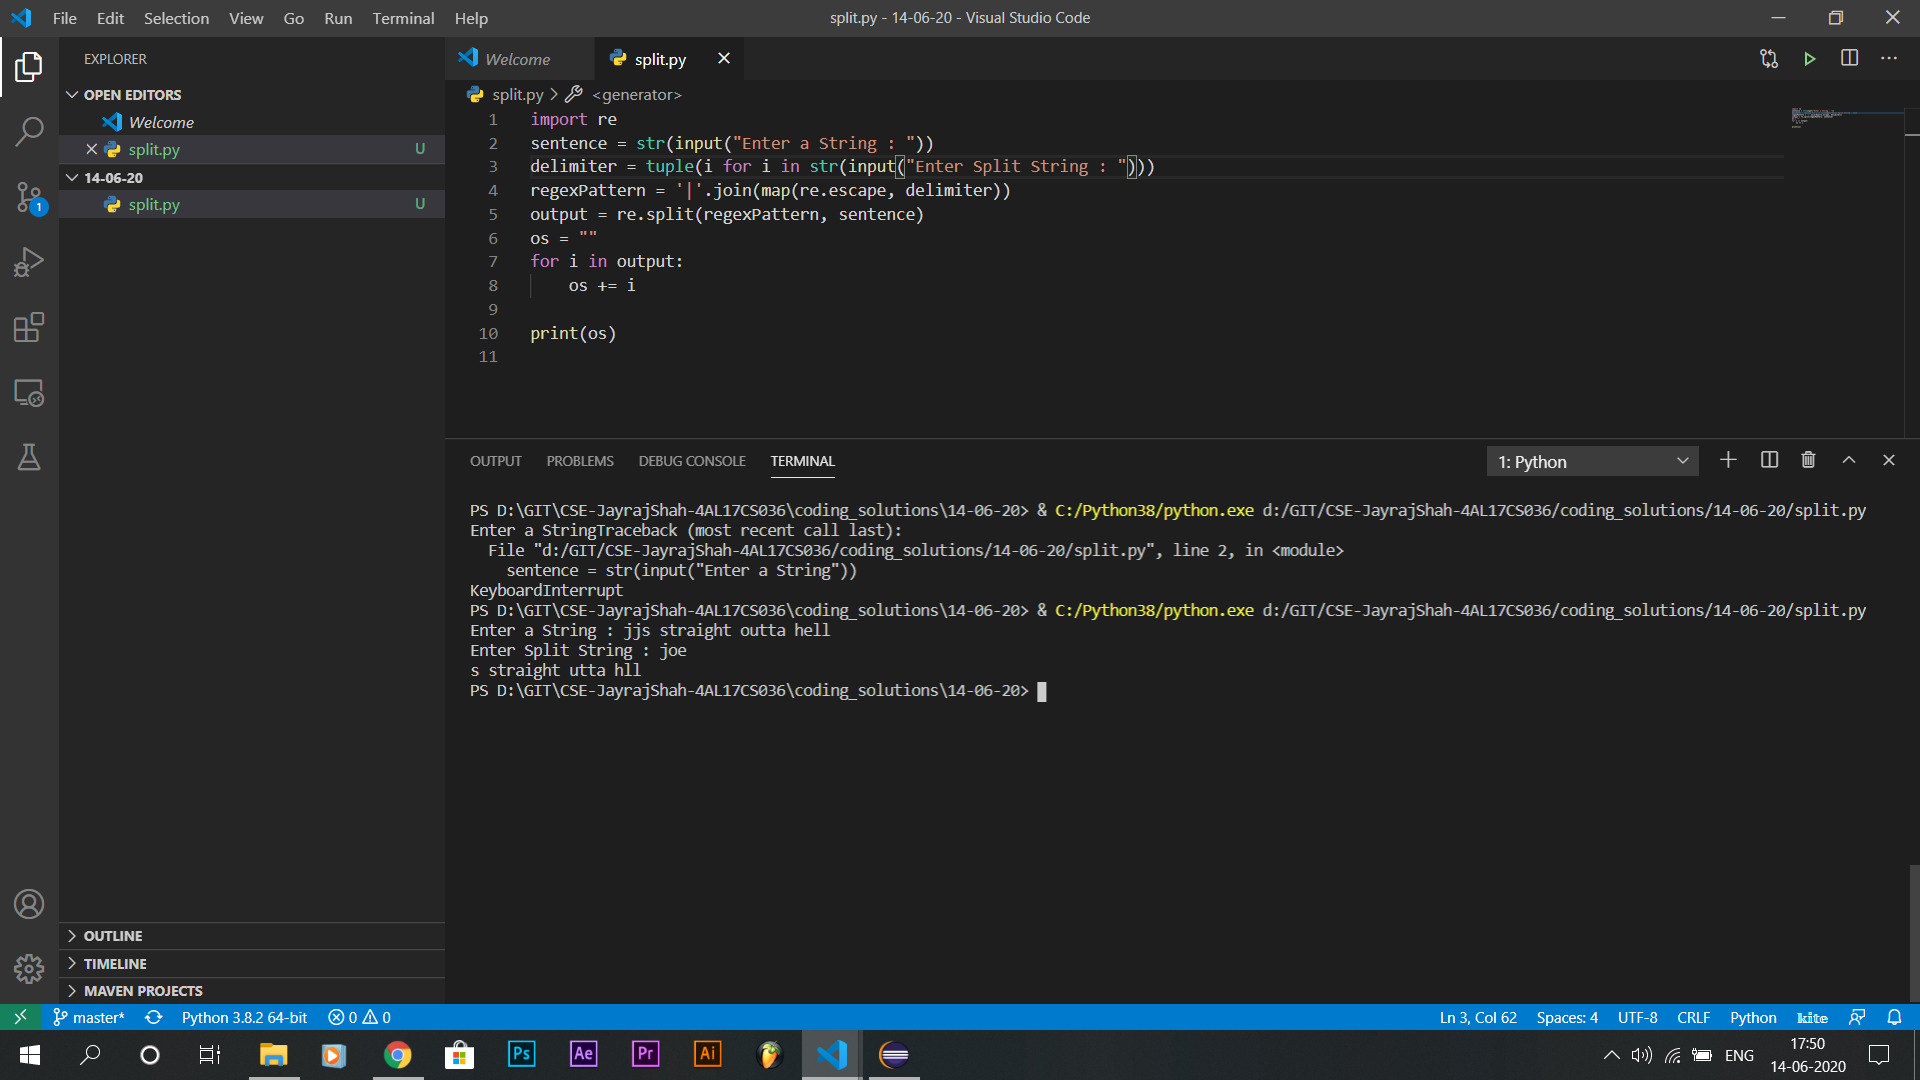 File Edit Selection View Go Run Terminal Help
split.py - 14-06-20 - Visual Studio Code
EXPLORER
OPEN EDITORS
Welcome
split.py U
14-06-20
split.py U
1
OUTLINE
TIMELINE
MAVEN PROJECTS
Welcome split.py
split.py > <generator>
1 import re
2 sentence = str(input("Enter a String : "))
3 delimiter = tuple(i for i in str(input("Enter Split String : ")))
4 regexPattern = '|'.join(map(re.escape, delimiter))
5 output = re.split(regexPattern, sentence)
6 os = ""
7 for i in output:
8     os += i
9
10 print(os)
11
OUTPUT PROBLEMS DEBUG CONSOLE TERMINAL
1: Python
PS D:\GIT\CSE-JayrajShah-4AL17CS036\coding_solutions\14-06-20> & C:/Python38/python.exe d:/GIT/CSE-JayrajShah-4AL17CS036/coding_solutions/14-06-20/split.py
Enter a StringTraceback (most recent call last):
  File "d:/GIT/CSE-JayrajShah-4AL17CS036/coding_solutions/14-06-20/split.py", line 2, in <module>
    sentence = str(input("Enter a String"))
KeyboardInterrupt
PS D:\GIT\CSE-JayrajShah-4AL17CS036\coding_solutions\14-06-20> & C:/Python38/python.exe d:/GIT/CSE-JayrajShah-4AL17CS036/coding_solutions/14-06-20/split.py
Enter a String : jjs straight outta hell
Enter Split String : joe
s straight utta hll
PS D:\GIT\CSE-JayrajShah-4AL17CS036\coding_solutions\14-06-20>
master* Python 3.8.2 64-bit 0 0
Ln 3, Col 62 Spaces: 4 UTF-8 CRLF Python kite
Ps Ae Pr Ai
ENG
17:50
14-06-2020